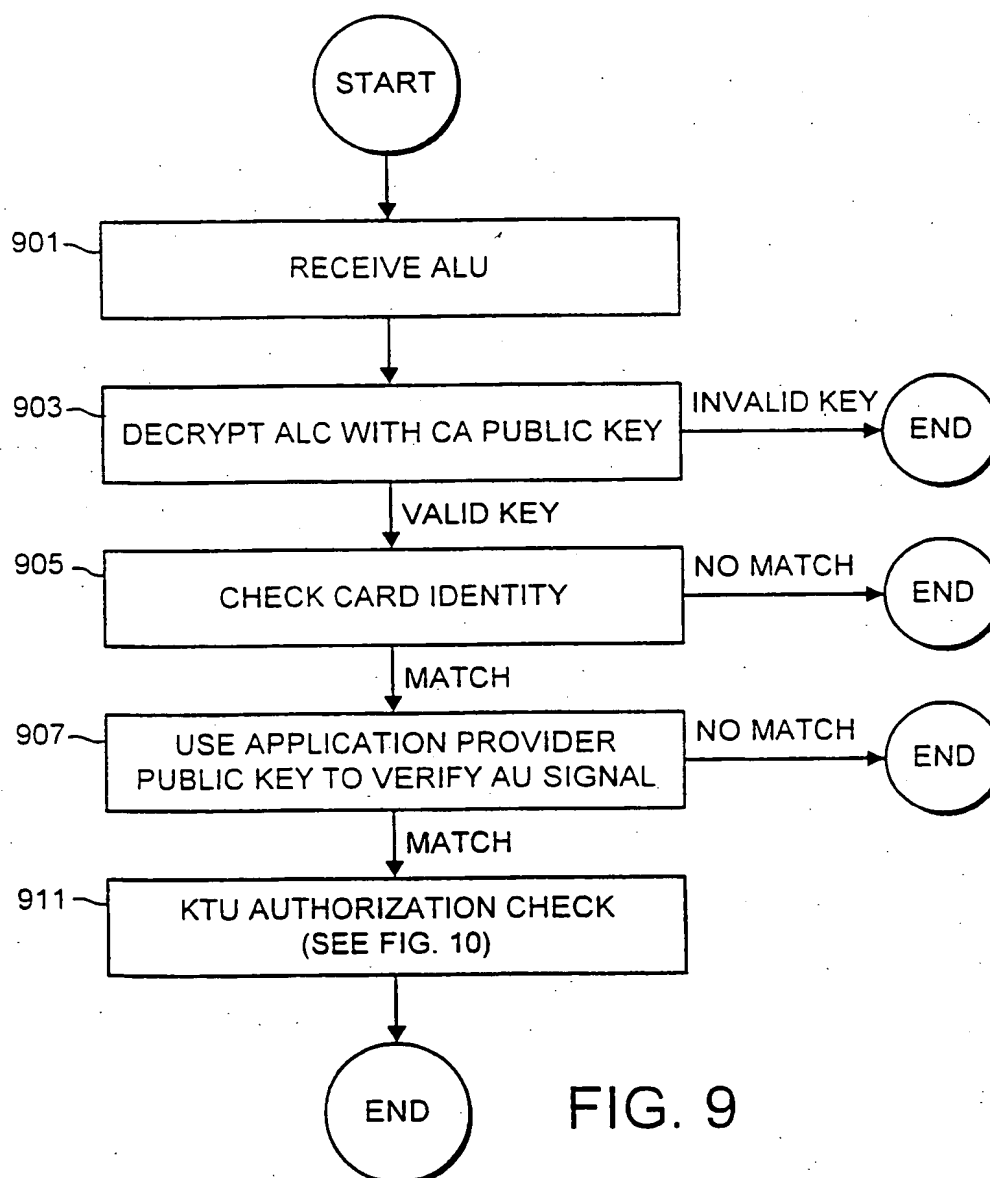 START
901
RECEIVE ALU
903
DECRYPT ALC WITH CA PUBLIC KEY
INVALID KEY
END
VALID KEY
905
CHECK CARD IDENTITY
NO MATCH
END
MATCH
907
USE APPLICATION PROVIDER
PUBLIC KEY TO VERIFY AU SIGNAL
NO MATCH
END
MATCH
911
KTU AUTHORIZATION CHECK
(SEE FIG. 10)
END
FIG. 9